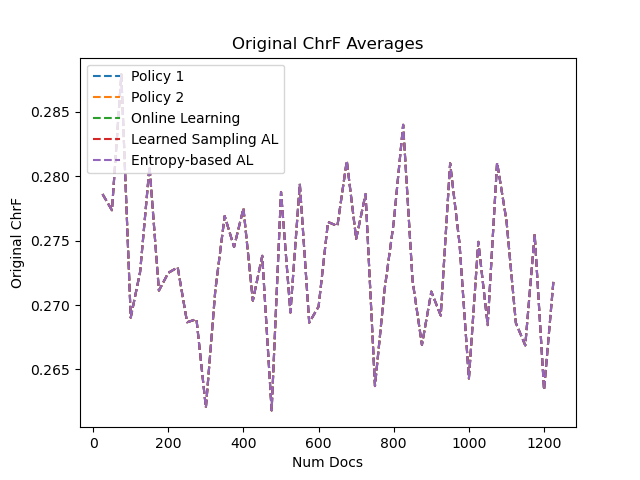 Original ChrF Averages
Policy 1
Policy 2
Online Learning
Learned Sampling AL
Entropy-based AL
Original ChrF
0.285
0.280
0.275
0.270
0.265
0 200 400 600 800 1000 1200
Num Docs